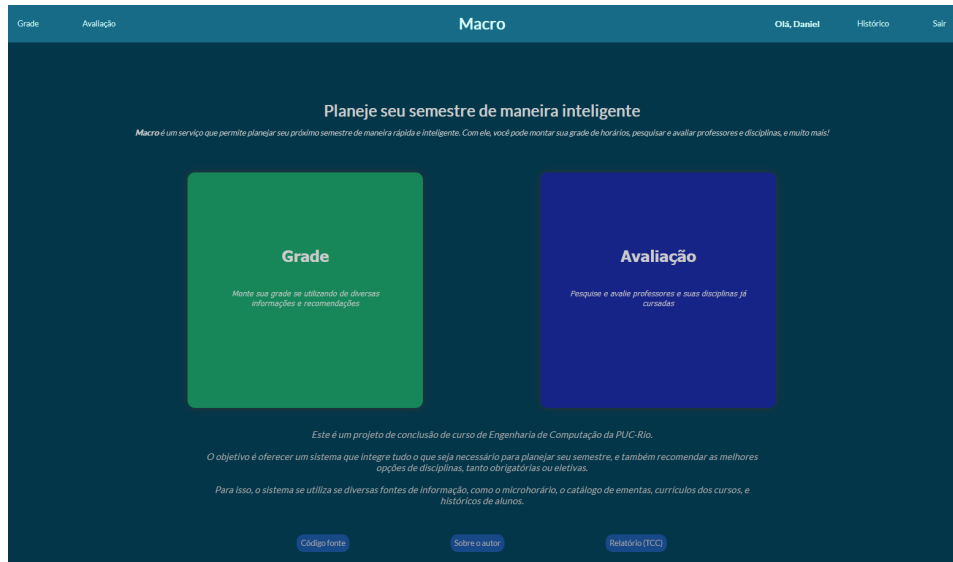 Grade Avaliação Macro Olá, Daniel Histórico Sair
Planeje seu semestre de maneira inteligente
Macro é um serviço que permite planejar seu próximo semestre de maneira rápida e inteligente. Com ele, você pode montar sua grade de horários, pesquisar e avaliar professores e disciplinas, e muito mais!
Grade
Monte sua grade se utilizando de diversas
informações e recomendações
Avaliação
Pesquise e avalie professores e suas disciplinas já
cursadas
Este é um projeto de conclusão de curso de Engenharia de Computação da PUC-Rio.
O objetivo é oferecer um sistema que integre tudo o que seja necessário para planejar seu semestre, e também recomendar as melhores
opções de disciplinas, tanto obrigatórias ou eletivas.
Para isso, o sistema se utiliza se diversas fontes de informação, como o microhorário, o catálogo de ementas, currículos dos cursos, e
históricos de alunos.
Código fonte Sobre o autor Relatório (TCC)